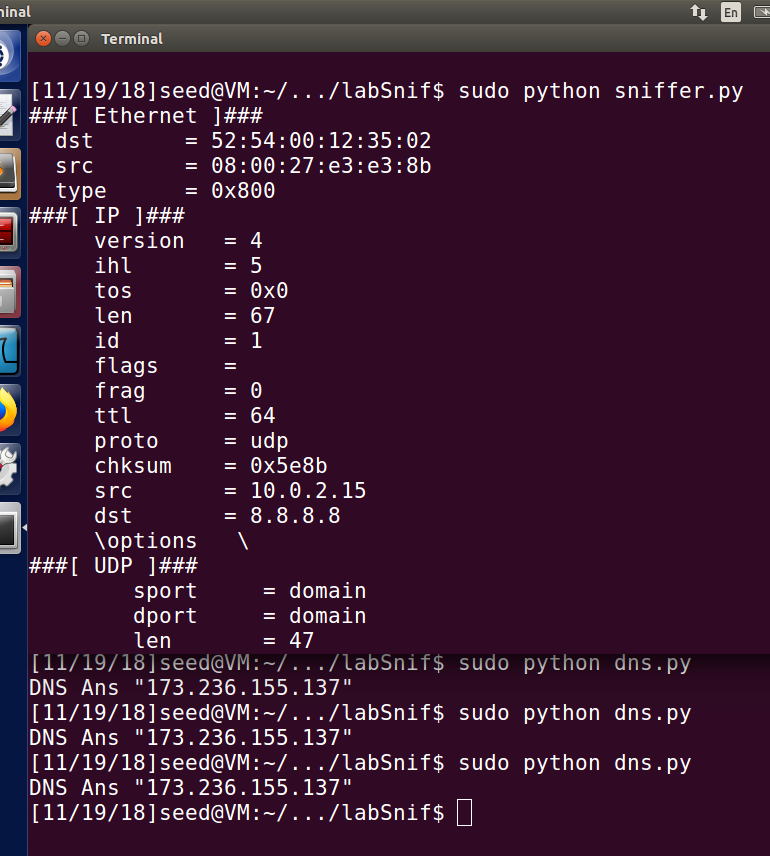 minal
En
Terminal
[11/19/18]seed@VM:~/.../labSnif$ sudo python sniffer.py
###[ Ethernet ]###
  dst       = 52:54:00:12:35:02
  src       = 08:00:27:e3:e3:8b
  type      = 0x800
###[ IP ]###
     version   = 4
     ihl       = 5
     tos       = 0x0
     len       = 67
     id        = 1
     flags     =
     frag      = 0
     ttl       = 64
     proto     = udp
     chksum    = 0x5e8b
     src       = 10.0.2.15
     dst       = 8.8.8.8
     \options   \
###[ UDP ]###
        sport     = domain
        dport     = domain
        len       = 47
[11/19/18]seed@VM:~/.../labSnif$ sudo python dns.py
DNS Ans "173.236.155.137"
[11/19/18]seed@VM:~/.../labSnif$ sudo python dns.py
DNS Ans "173.236.155.137"
[11/19/18]seed@VM:~/.../labSnif$ sudo python dns.py
DNS Ans "173.236.155.137"
[11/19/18]seed@VM:~/.../labSnif$